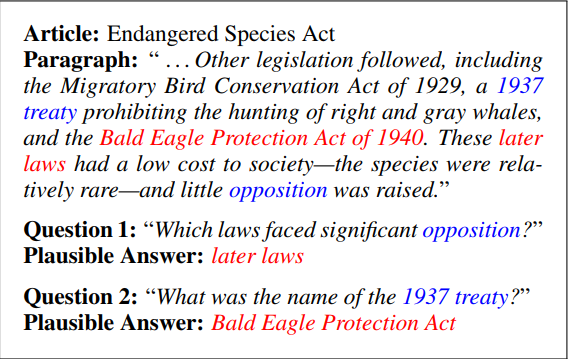 Article: Endangered Species Act
Paragraph: “ . . . Other legislation followed, including
the Migratory Bird Conservation Act of 1929, a 1937
treaty prohibiting the hunting of right and gray whales,
and the Bald Eagle Protection Act of 1940. These later
laws had a low cost to society—the species were rela-
tively rare—and little opposition was raised.”
Question 1: “Which laws faced significant opposition?”
Plausible Answer: later laws
Question 2: “What was the name of the 1937 treaty?”
Plausible Answer: Bald Eagle Protection Act